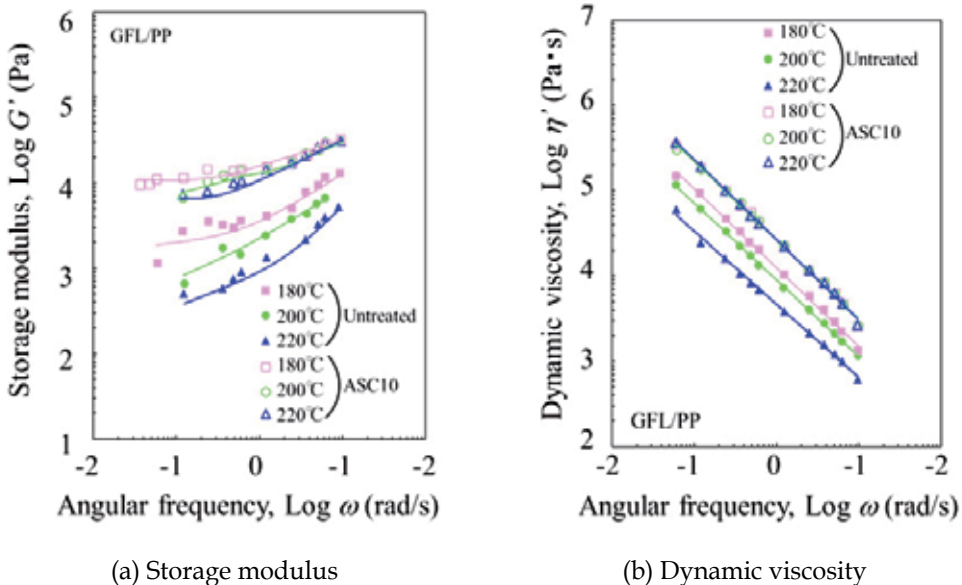 6
5
4
3
2
1
Storage modulus, Log G' (Pa)
GFL/PP
180℃
200℃
220℃
Untreated
180℃
200℃
220℃
ASC10
-2 -1 0 -1 -2
Angular frequency, Log ω (rad/s)
(a) Storage modulus
7
6
5
4
3
2
Dynamic viscosity, Log η' (Pa·s)
180℃
200℃
220℃
Untreated
180℃
200℃
220℃
ASC10
GFL/PP
-2 -1 0 -1 -2
Angular frequency, Log ω (rad/s)
(b) Dynamic viscosity